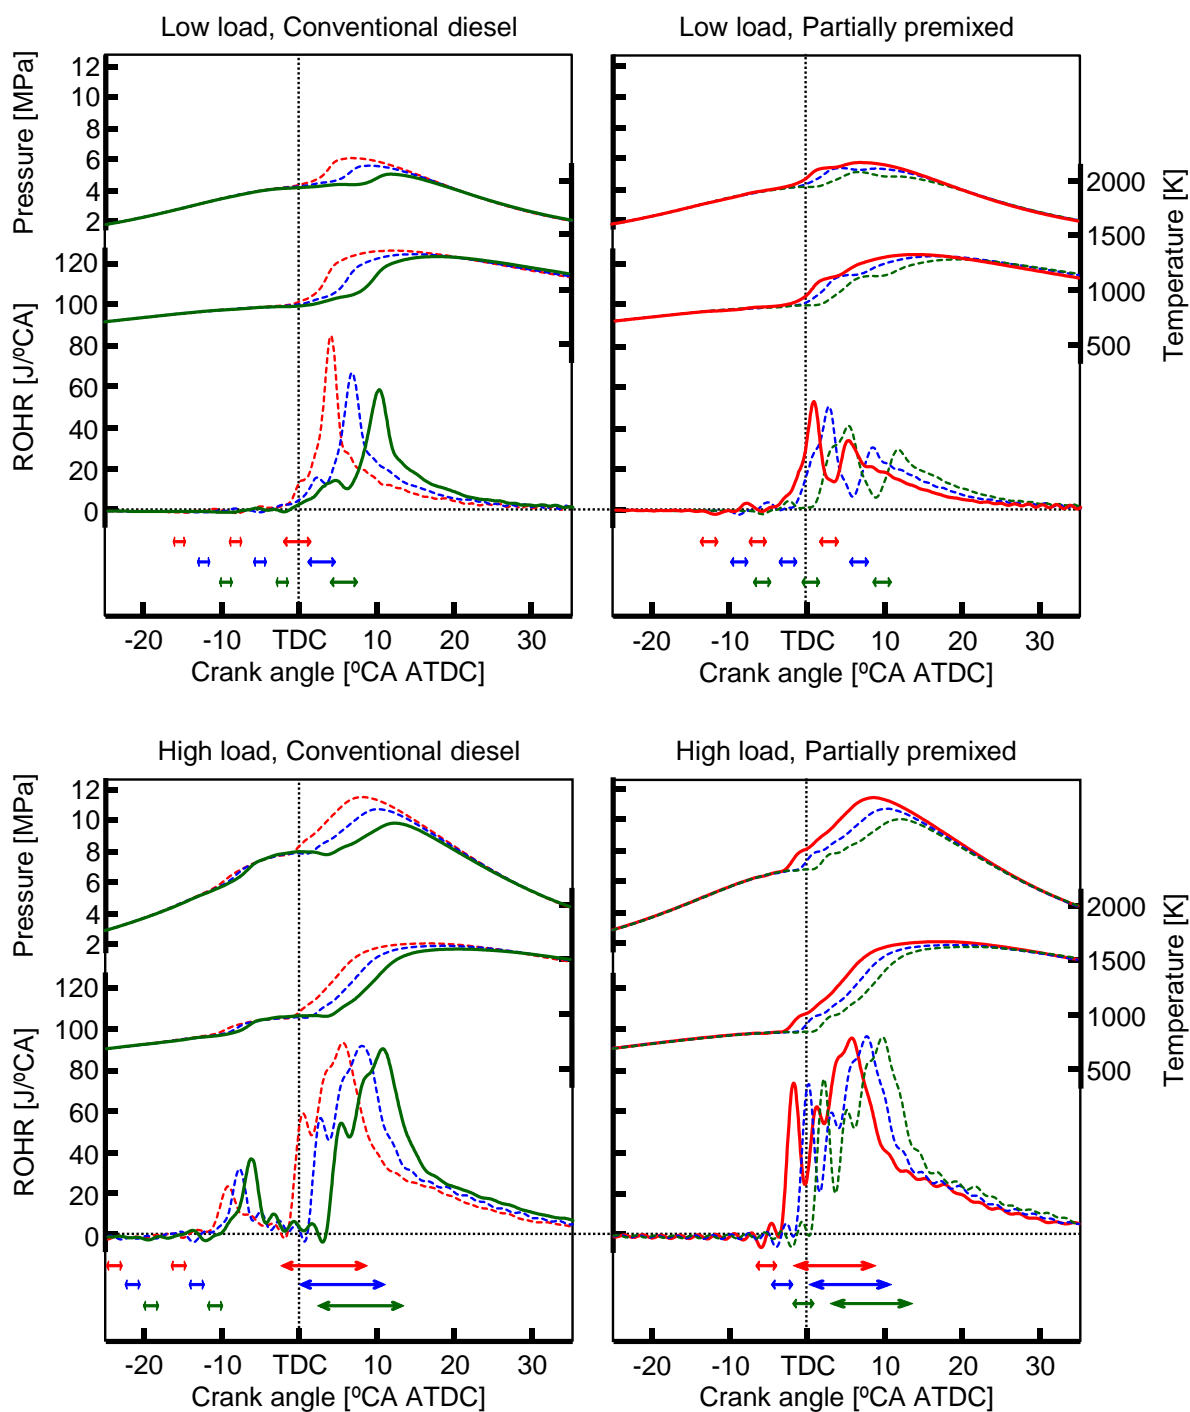 Low load, Conventional diesel
Low load, Partially premixed
Pressure [MPa]
12
10
8
6
4
2
ROHR [J/ºCA]
120
100
80
60
40
20
0
2000
1500
1000
500
Temperature [K]
-20 -10 TDC 10 20 30
Crank angle [ºCA ATDC]
-20 -10 TDC 10 20 30
Crank angle [ºCA ATDC]
High load, Conventional diesel
High load, Partially premixed
Pressure [MPa]
12
10
8
6
4
2
ROHR [J/ºCA]
120
100
80
60
40
20
0
2000
1500
1000
500
Temperature [K]
-20 -10 TDC 10 20 30
Crank angle [ºCA ATDC]
-20 -10 TDC 10 20 30
Crank angle [ºCA ATDC]